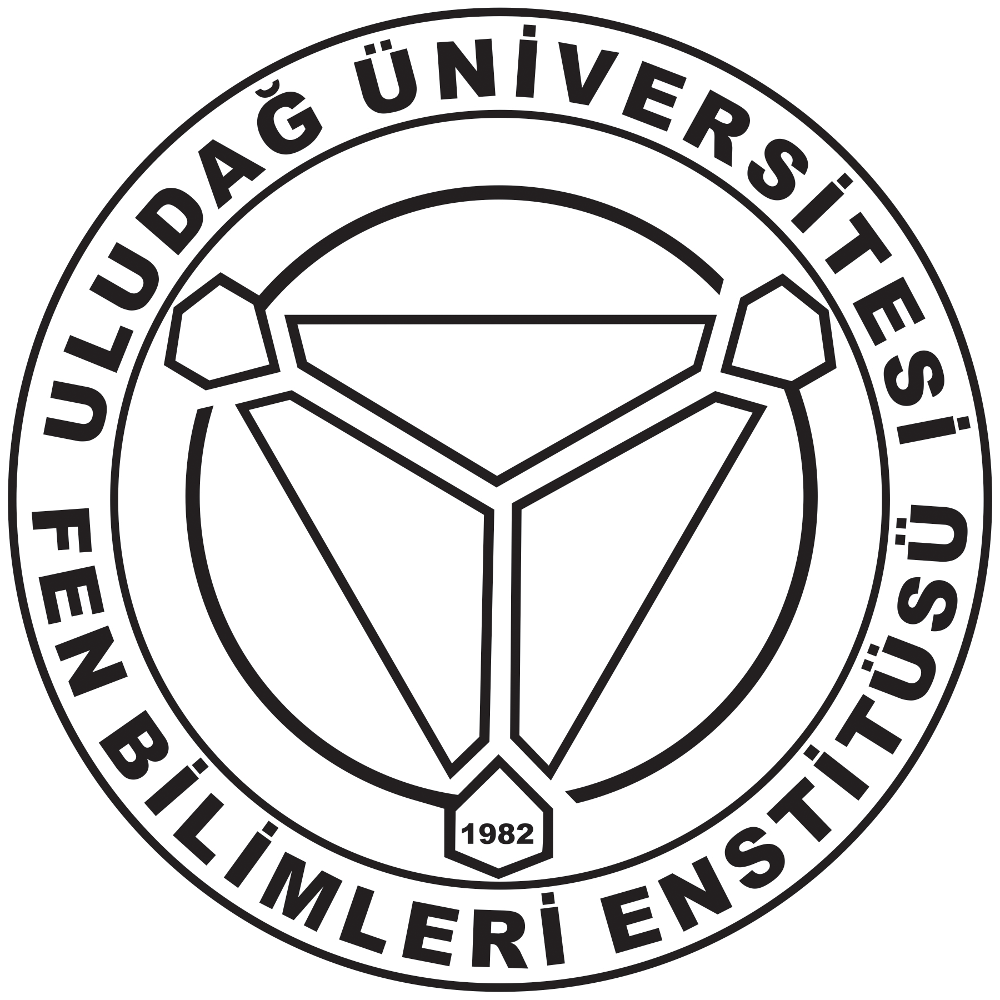 ULUDAĞ ÜNİVERSİTESİ
FEN BİLİMLERİ ENSTİTÜSÜ
1982